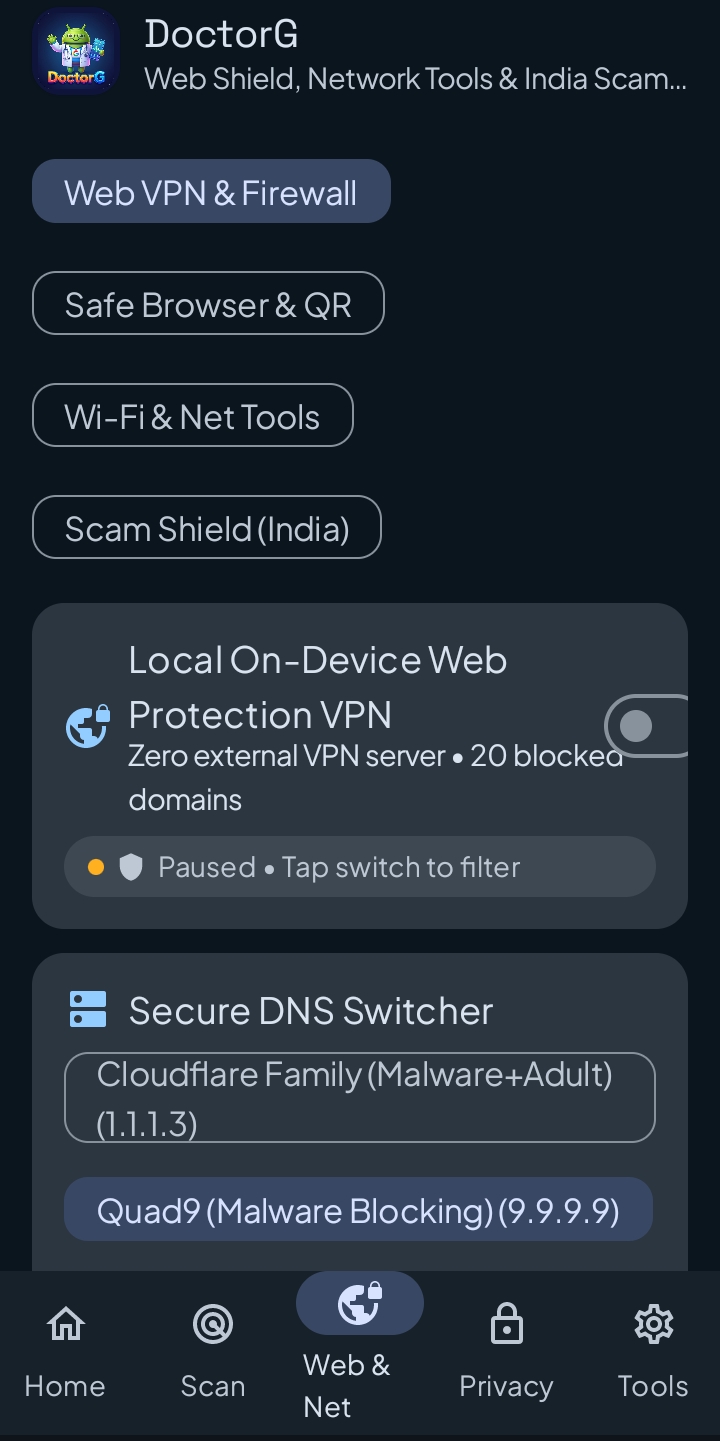 DoctorG
DoctorG
Web Shield, Network Tools & India Scam...
Web VPN & Firewall
Safe Browser & QR
Wi-Fi & Net Tools
Scam Shield (India)
Local On-Device Web
Protection VPN
Zero external VPN server • 20 blocked
domains
Paused • Tap switch to filter
Secure DNS Switcher
Cloudflare Family (Malware+Adult)
(1.1.1.3)
Quad9 (Malware Blocking) (9.9.9.9)
Home
Scan
Web &
Net
Privacy
Tools